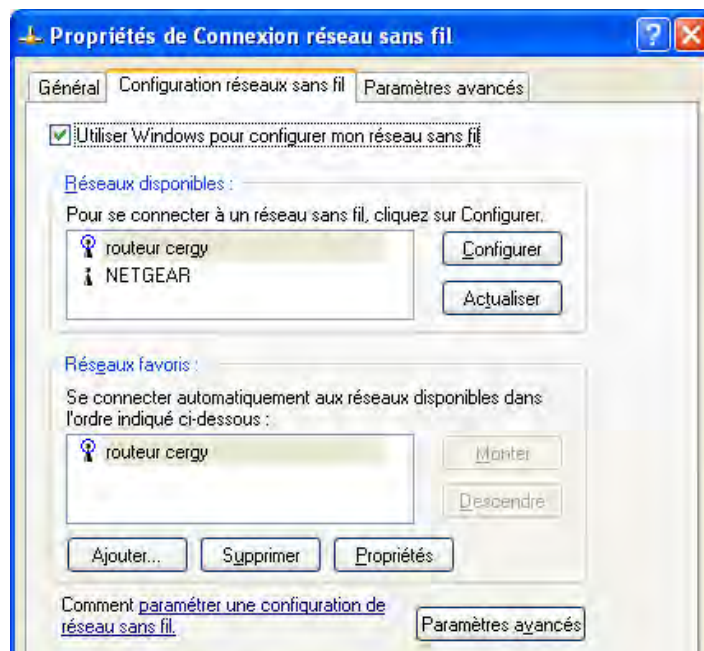 Propriétés de Connexion réseau sans fil
Général Configuration réseaux sans fil Paramètres avancés
Utiliser Windows pour configurer mon réseau sans fil
Réseaux disponibles :
Pour se connecter à un réseau sans fil, cliquez sur Configurer.
routeur cergy
Configurer
NETGEAR
Actualiser
Réseaux favoris :
Se connecter automatiquement aux réseaux disponibles dans
l'ordre indiqué ci-dessous :
routeur cergy
Monter
Descendre
Ajouter... Supprimer Propriétés
Comment paramétrer une configuration de
réseau sans fil.
Paramètres avancés